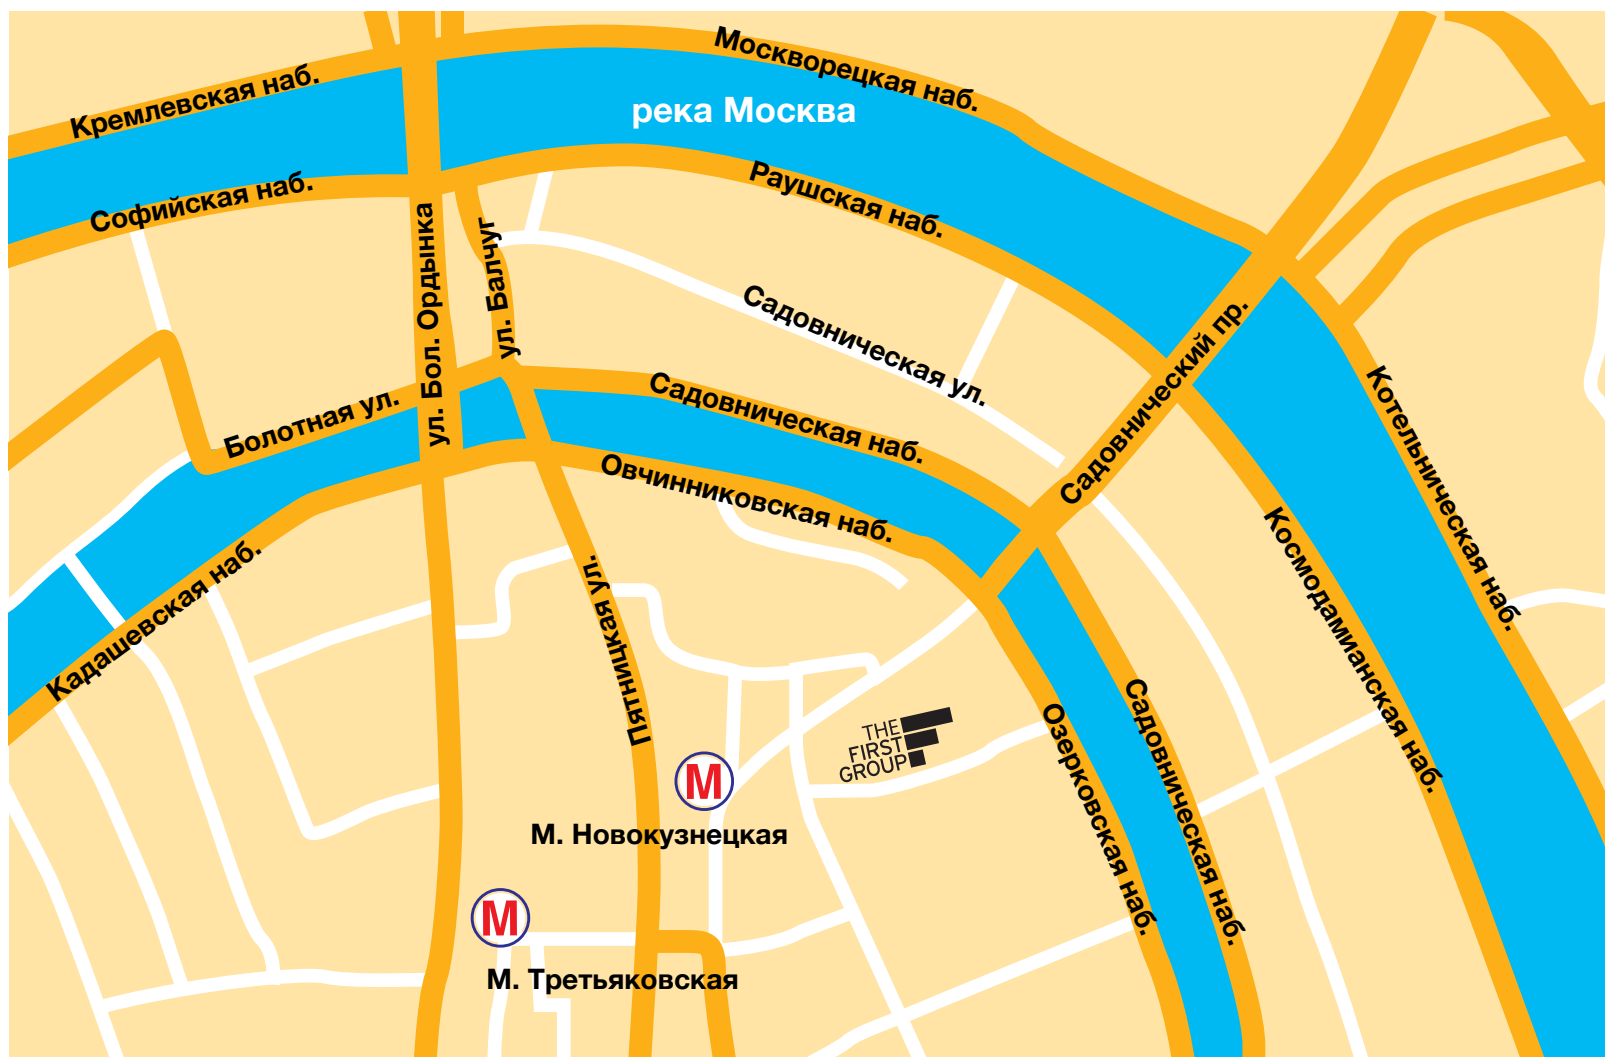 Москворецкая наб.
Кремлевская наб.
река Москва
Раушская наб.
Софийская наб.
ул. Бол. Ордынка
ул. Балчуг
Садовническая ул.
Садовнический пр.
Болотная ул.
Садовническая наб.
Котельническая наб.
Овчинниковская наб.
Космодамианская наб.
Кадашевская наб.
Пятницкая ул.
Садовническая наб.
Озерковская наб.
THE
FIRST
GROUP
М
М. Новокузнецкая
М
М. Третьяковская